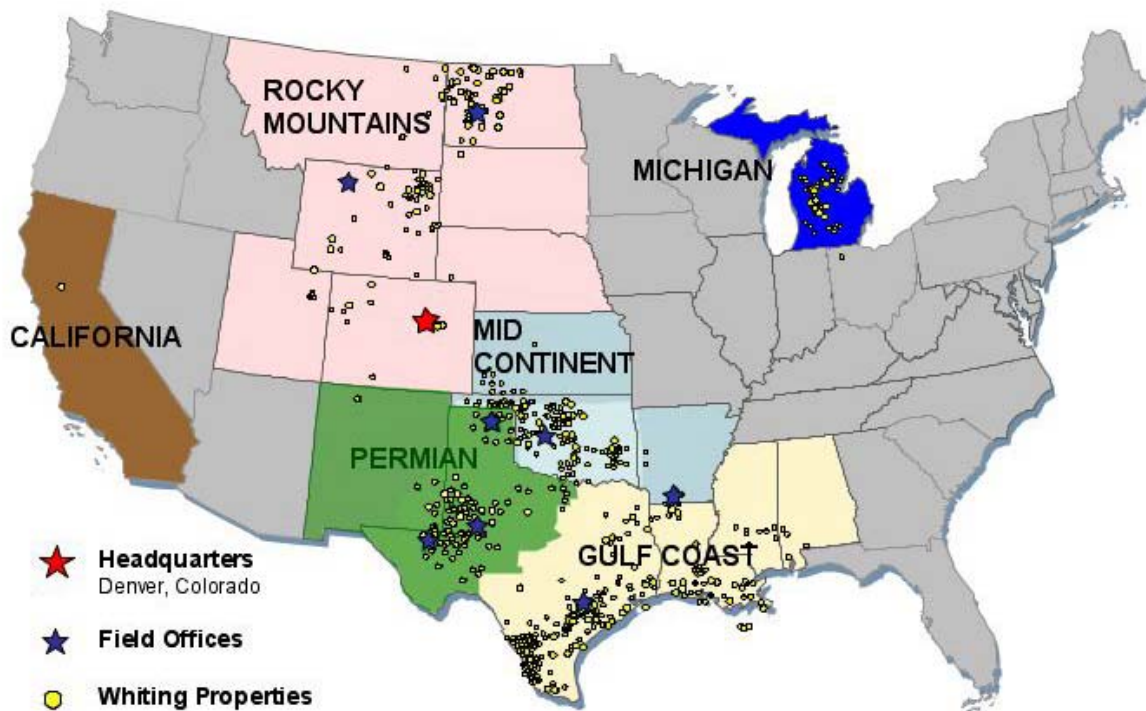 ROCKY
MOUNTAINS
MICHIGAN
CALIFORNIA
MID
CONTINENT
PERMIAN
GULF COAST
Headquarters
Denver, Colorado
Field Offices
Whiting Properties